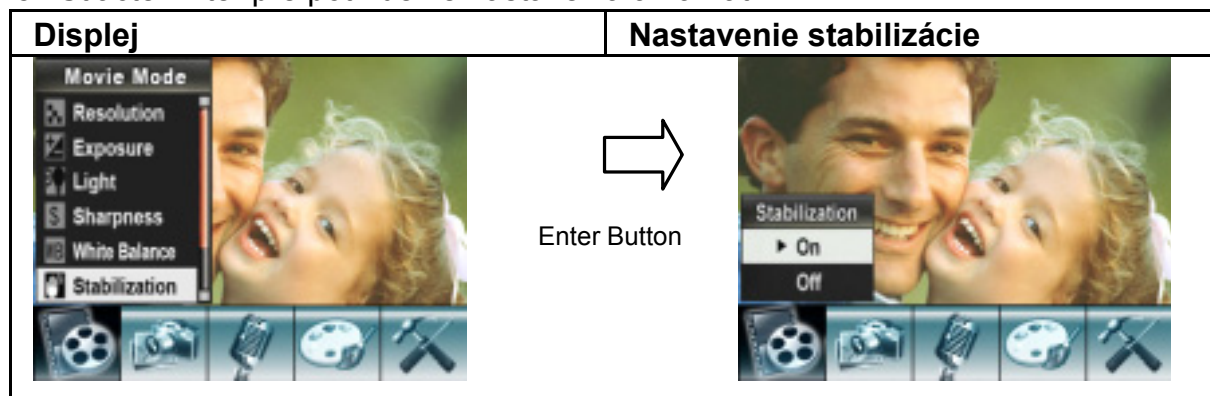 Displej
Nastavenie stabilizácie
Movie Mode
Resolution
Exposure
Light
Sharpness
White Balance
Stabilization
Enter Button
Stabilization
On
Off